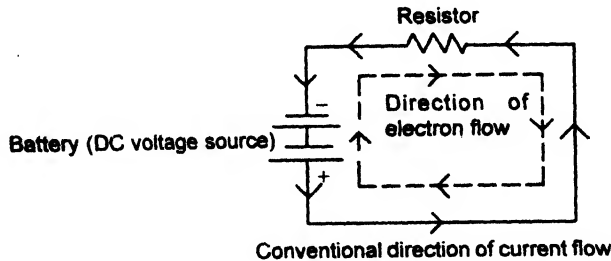 Resistor
−
Direction of
electron flow
Battery (DC voltage source)
+
Conventional direction of current flow